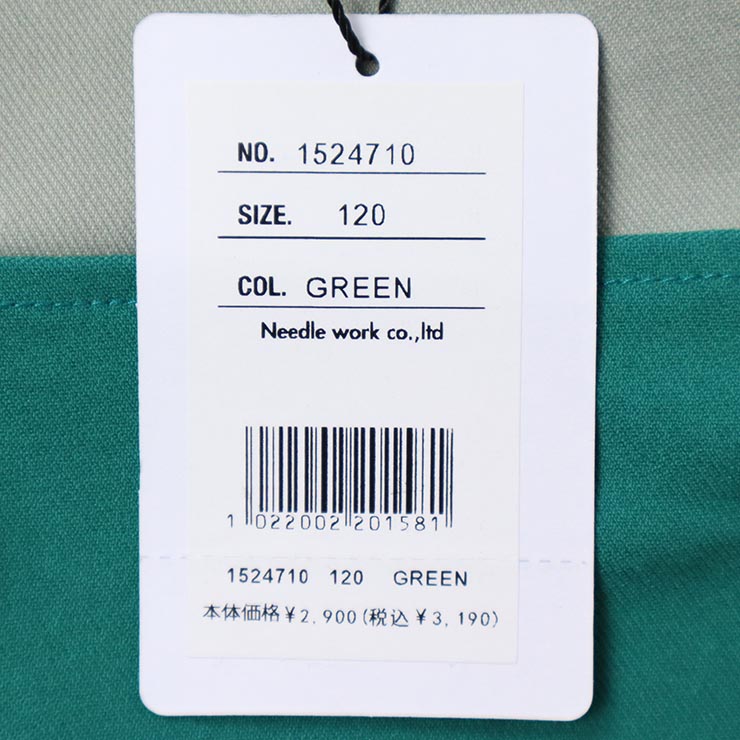 NO. 1524710
SIZE. 120
COL. GREEN
Needle work co.,ltd
1 022002 201581
1524710 120 GREEN
本体価格¥2,900(税込¥3,190)